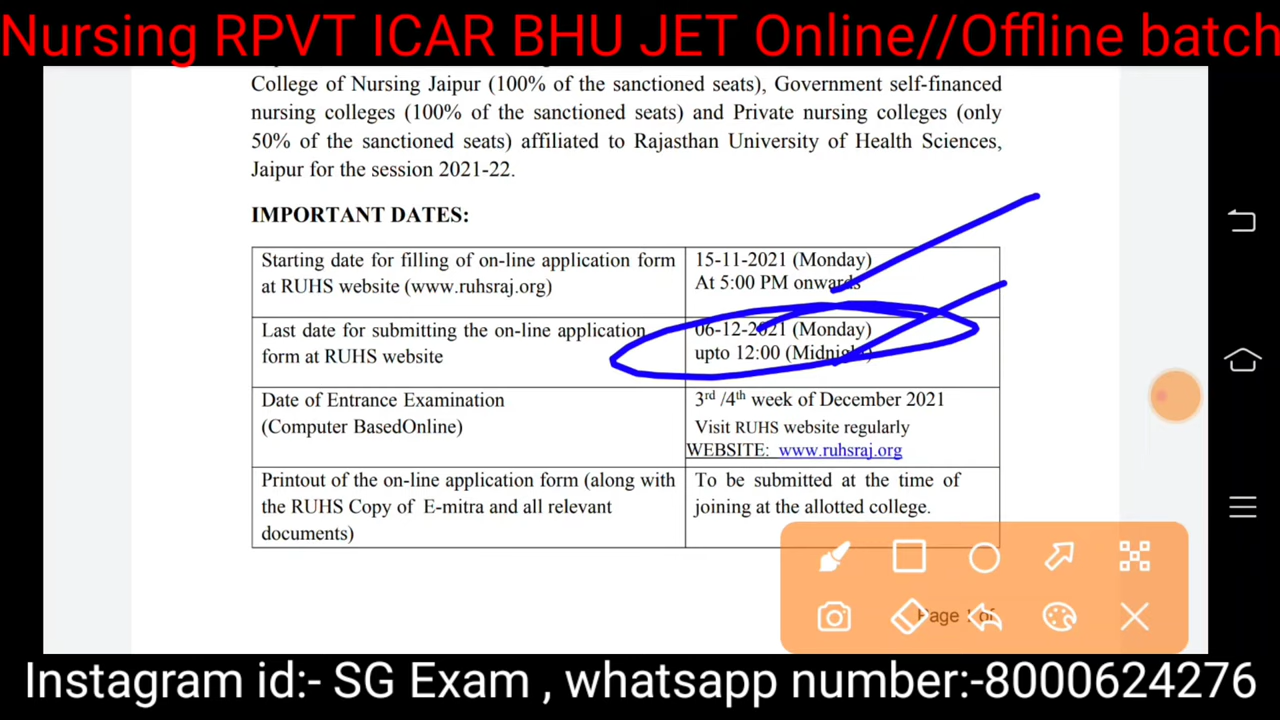 Nursing RPVT ICAR BHU JET Online//Offline batch
College of Nursing Jaipur (100% of the sanctioned seats), Government self-financed
nursing colleges (100% of the sanctioned seats) and Private nursing colleges (only
50% of the sanctioned seats) affiliated to Rajasthan University of Health Sciences,
Jaipur for the session 2021-22.
IMPORTANT DATES:
Starting date for filling of on-line application form
at RUHS website (www.ruhsraj.org)
15-11-2021 (Monday)
At 5:00 PM onwards
Last date for submitting the on-line application
form at RUHS website
06-12-2021 (Monday)
upto 12:00 (Midnight)
Date of Entrance Examination
(Computer BasedOnline)
3rd /4th week of December 2021
Visit RUHS website regularly
WEBSITE: www.ruhsraj.org
Printout of the on-line application form (along with
the RUHS Copy of E-mitra and all relevant
documents)
To be submitted at the time of
joining at the allotted college.
Page 1 of
Instagram id:- SG Exam , whatsapp number:-8000624276